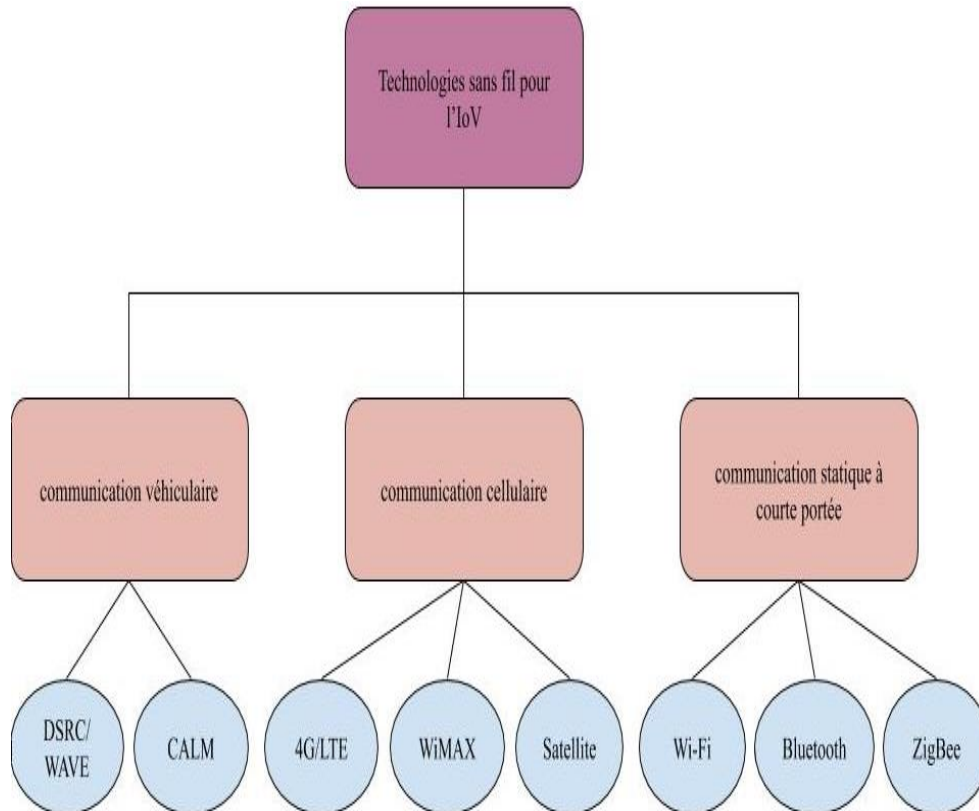 Technologies sans fil pour
l'IoV
communication véhiculaire
communication cellulaire
communication statique à
courte portée
DSRC/
WAVE
CALM
4G/LTE
WiMAX
Satellite
Wi-Fi
Bluetooth
ZigBee